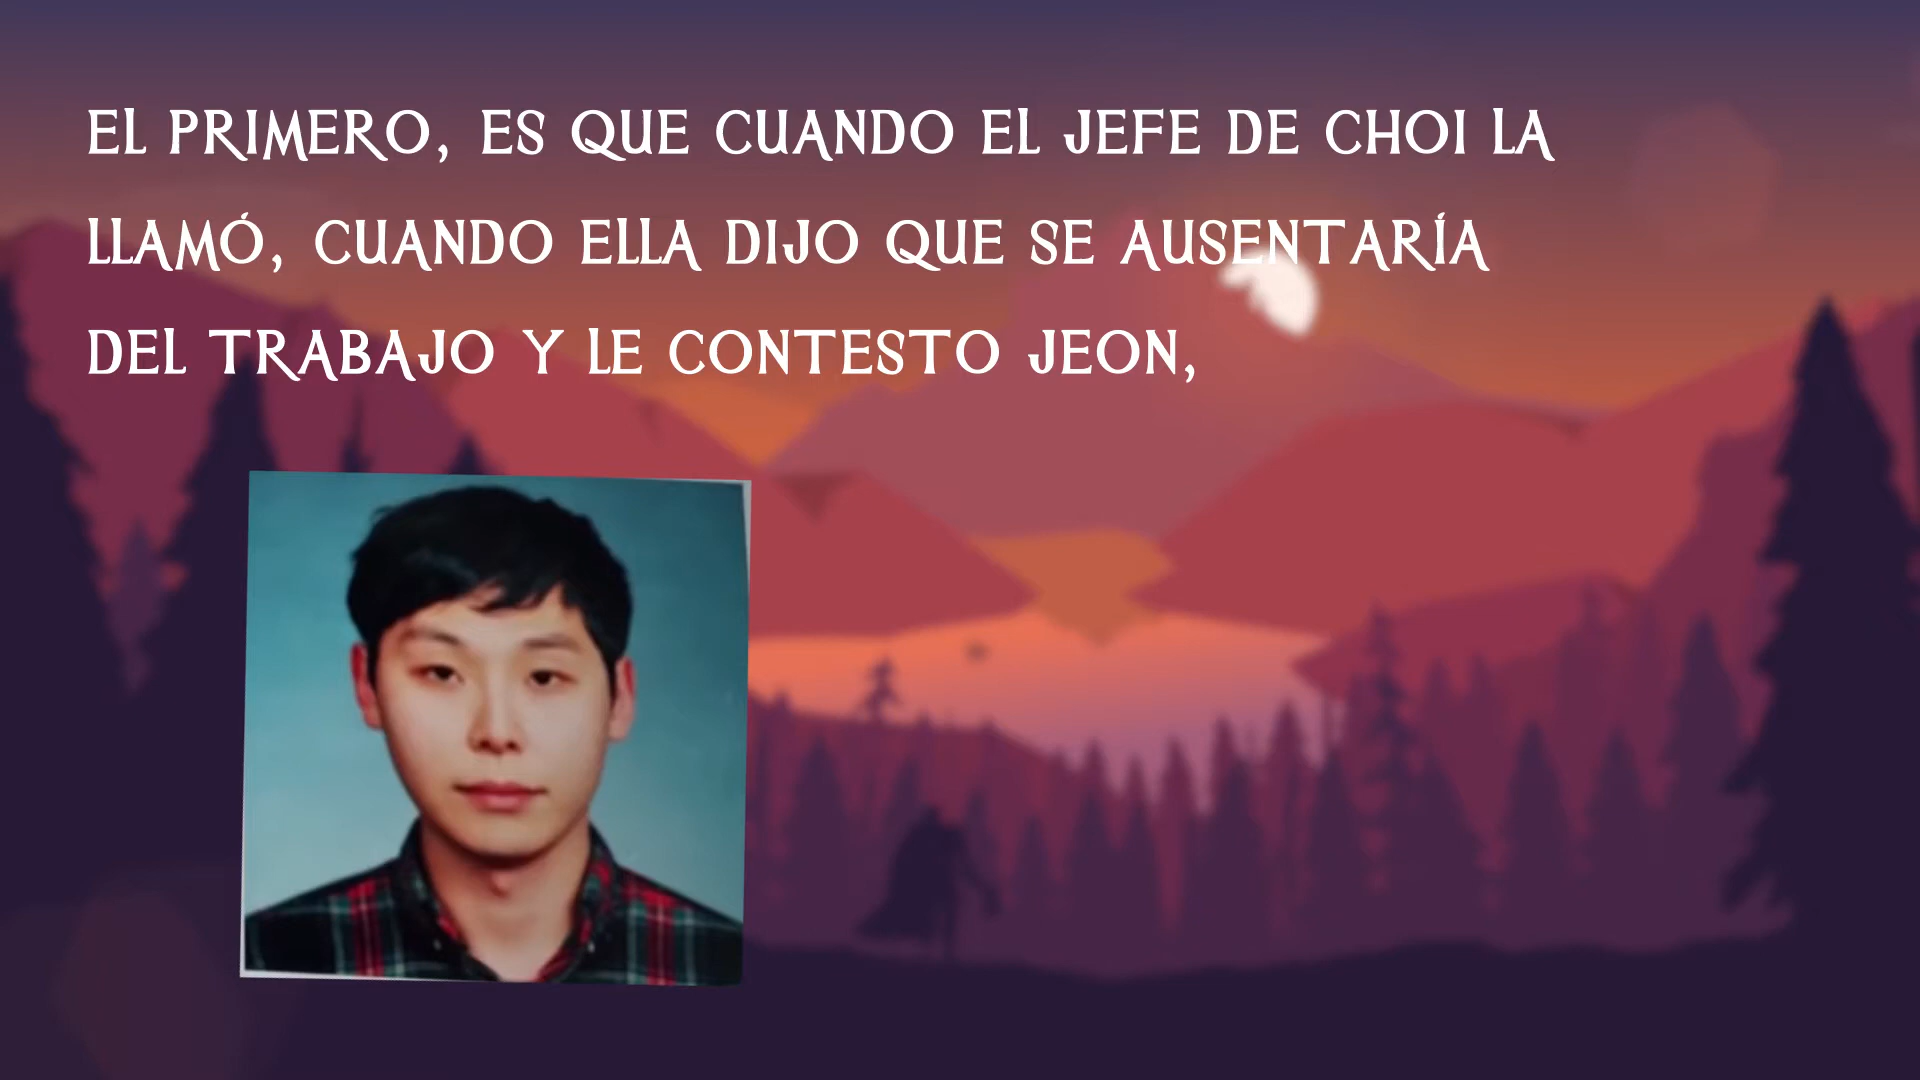 EL PRIMERO, ES QUE CUANDO EL JEFE DE CHOI LA
LLAMÓ, CUANDO ELLA DIJO QUE SE AUSENTARÍA
DEL TRABAJO Y LE CONTESTO JEON,